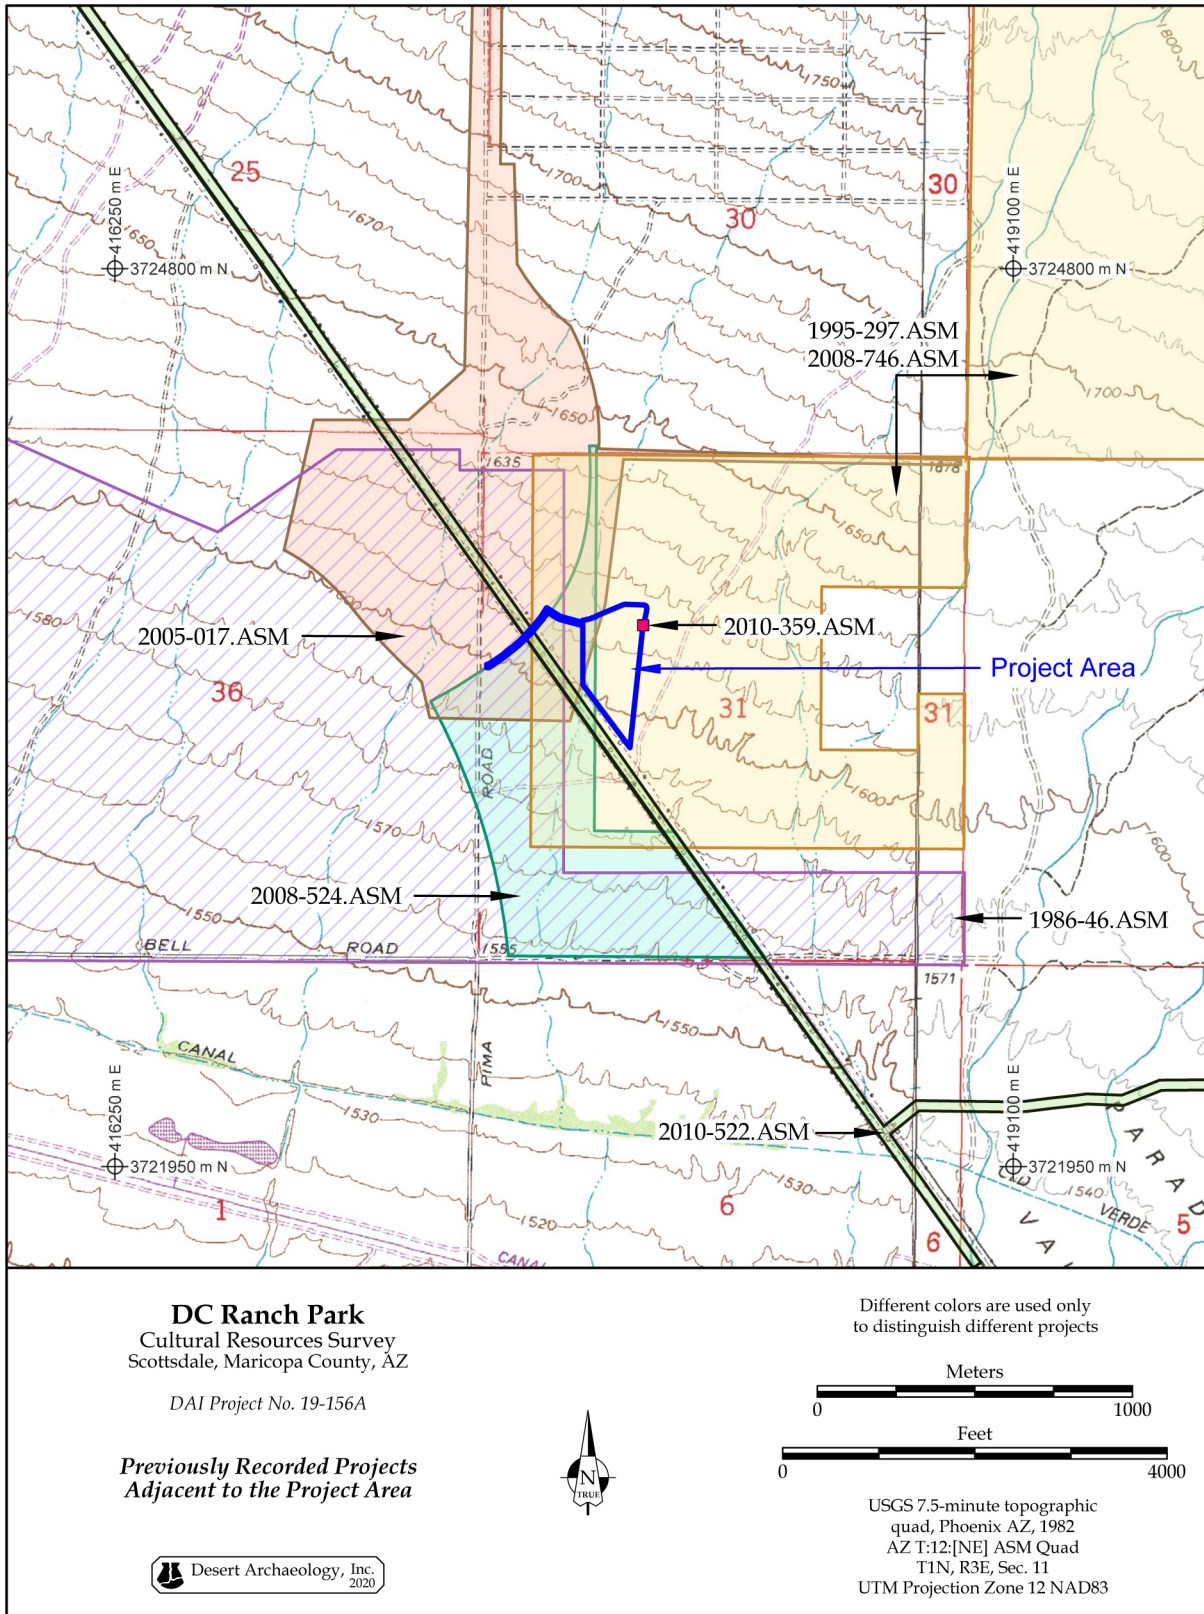 1800
1750
25
1700
30
30
416250 m E
419100 m E
1670
1650
3724800 m N
3724800 m N
1995-297.ASM
2008-746.ASM
1700
1650
1635
1678
1650
1580
2005-017.ASM
2010-359.ASM
Project Area
36
31
31
ROAD
1600
1570
1600
2008-524.ASM
1986-46.ASM
1550
BELL
ROAD
1555
1571
1550
CANAL
PIMA
416250 m E
419100 m E
1530
2010-522.ASM
PARAD
3721950 m N
3721950 m N
1530
1540
VERDE
1
1520
6
6
5
VA
CANAL
DC Ranch Park
Cultural Resources Survey
Scottsdale, Maricopa County, AZ
DAI Project No. 19-156A
Previously Recorded Projects
Adjacent to the Project Area
Desert Archaeology, Inc.
2020
N
TRUE
Different colors are used only
to distinguish different projects
Meters
0 1000
Feet
0 4000
USGS 7.5-minute topographic
quad, Phoenix AZ, 1982
AZ T:12:[NE] ASM Quad
T1N, R3E, Sec. 11
UTM Projection Zone 12 NAD83